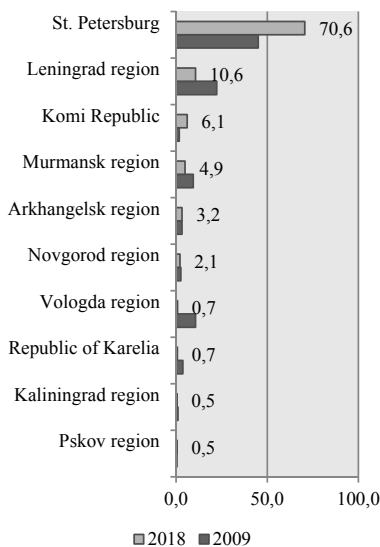 St. Petersburg 70,6
Leningrad region 10,6
Komi Republic 6,1
Murmansk region 4,9
Arkhangelsk region 3,2
Novgorod region 2,1
Vologda region 0,7
Republic of Karelia 0,7
Kaliningrad region 0,5
Pskov region 0,5
0,0 50,0 100,0
2018 2009